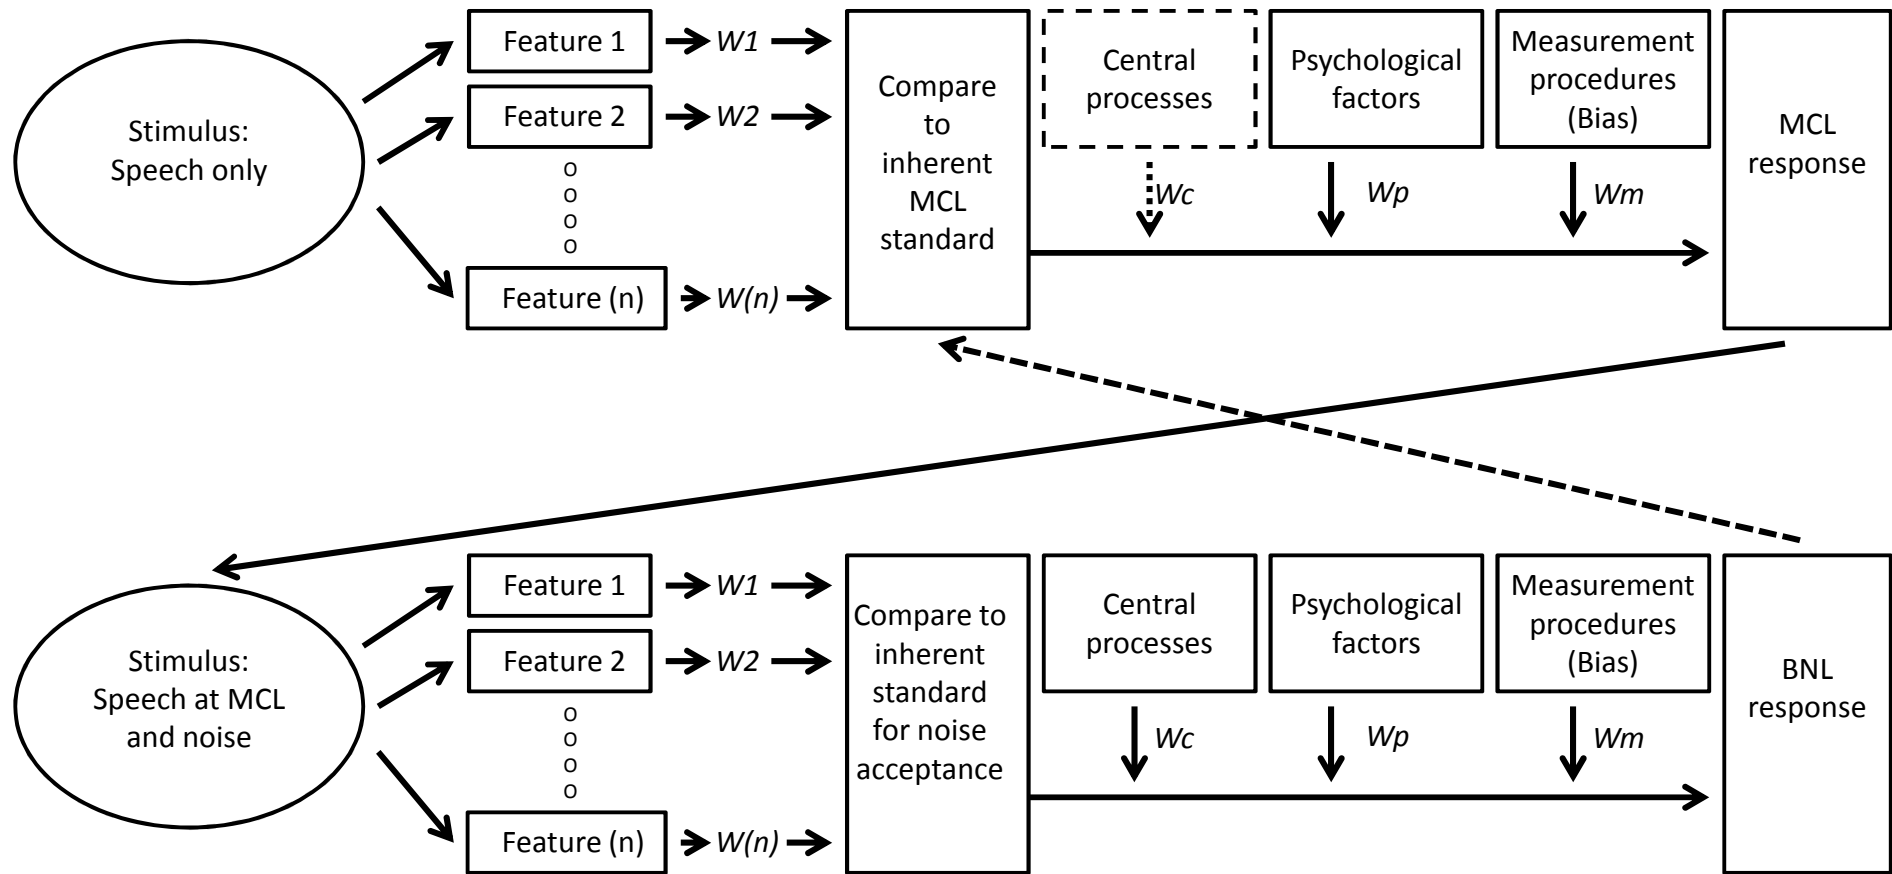 Stimulus:
Speech only
Feature 1
W1
Feature 2
W2
o
o
o
o
Feature (n)
W(n)
Compare
to
inherent
MCL
standard
Central
processes
Wc
Psychological
factors
Wp
Measurement
procedures
(Bias)
Wm
MCL
response
Stimulus:
Speech at MCL
and noise
Feature 1
W1
Feature 2
W2
o
o
o
o
Feature (n)
W(n)
Compare to
inherent
standard
for noise
acceptance
Central
processes
Wc
Psychological
factors
Wp
Measurement
procedures
(Bias)
Wm
BNL
response